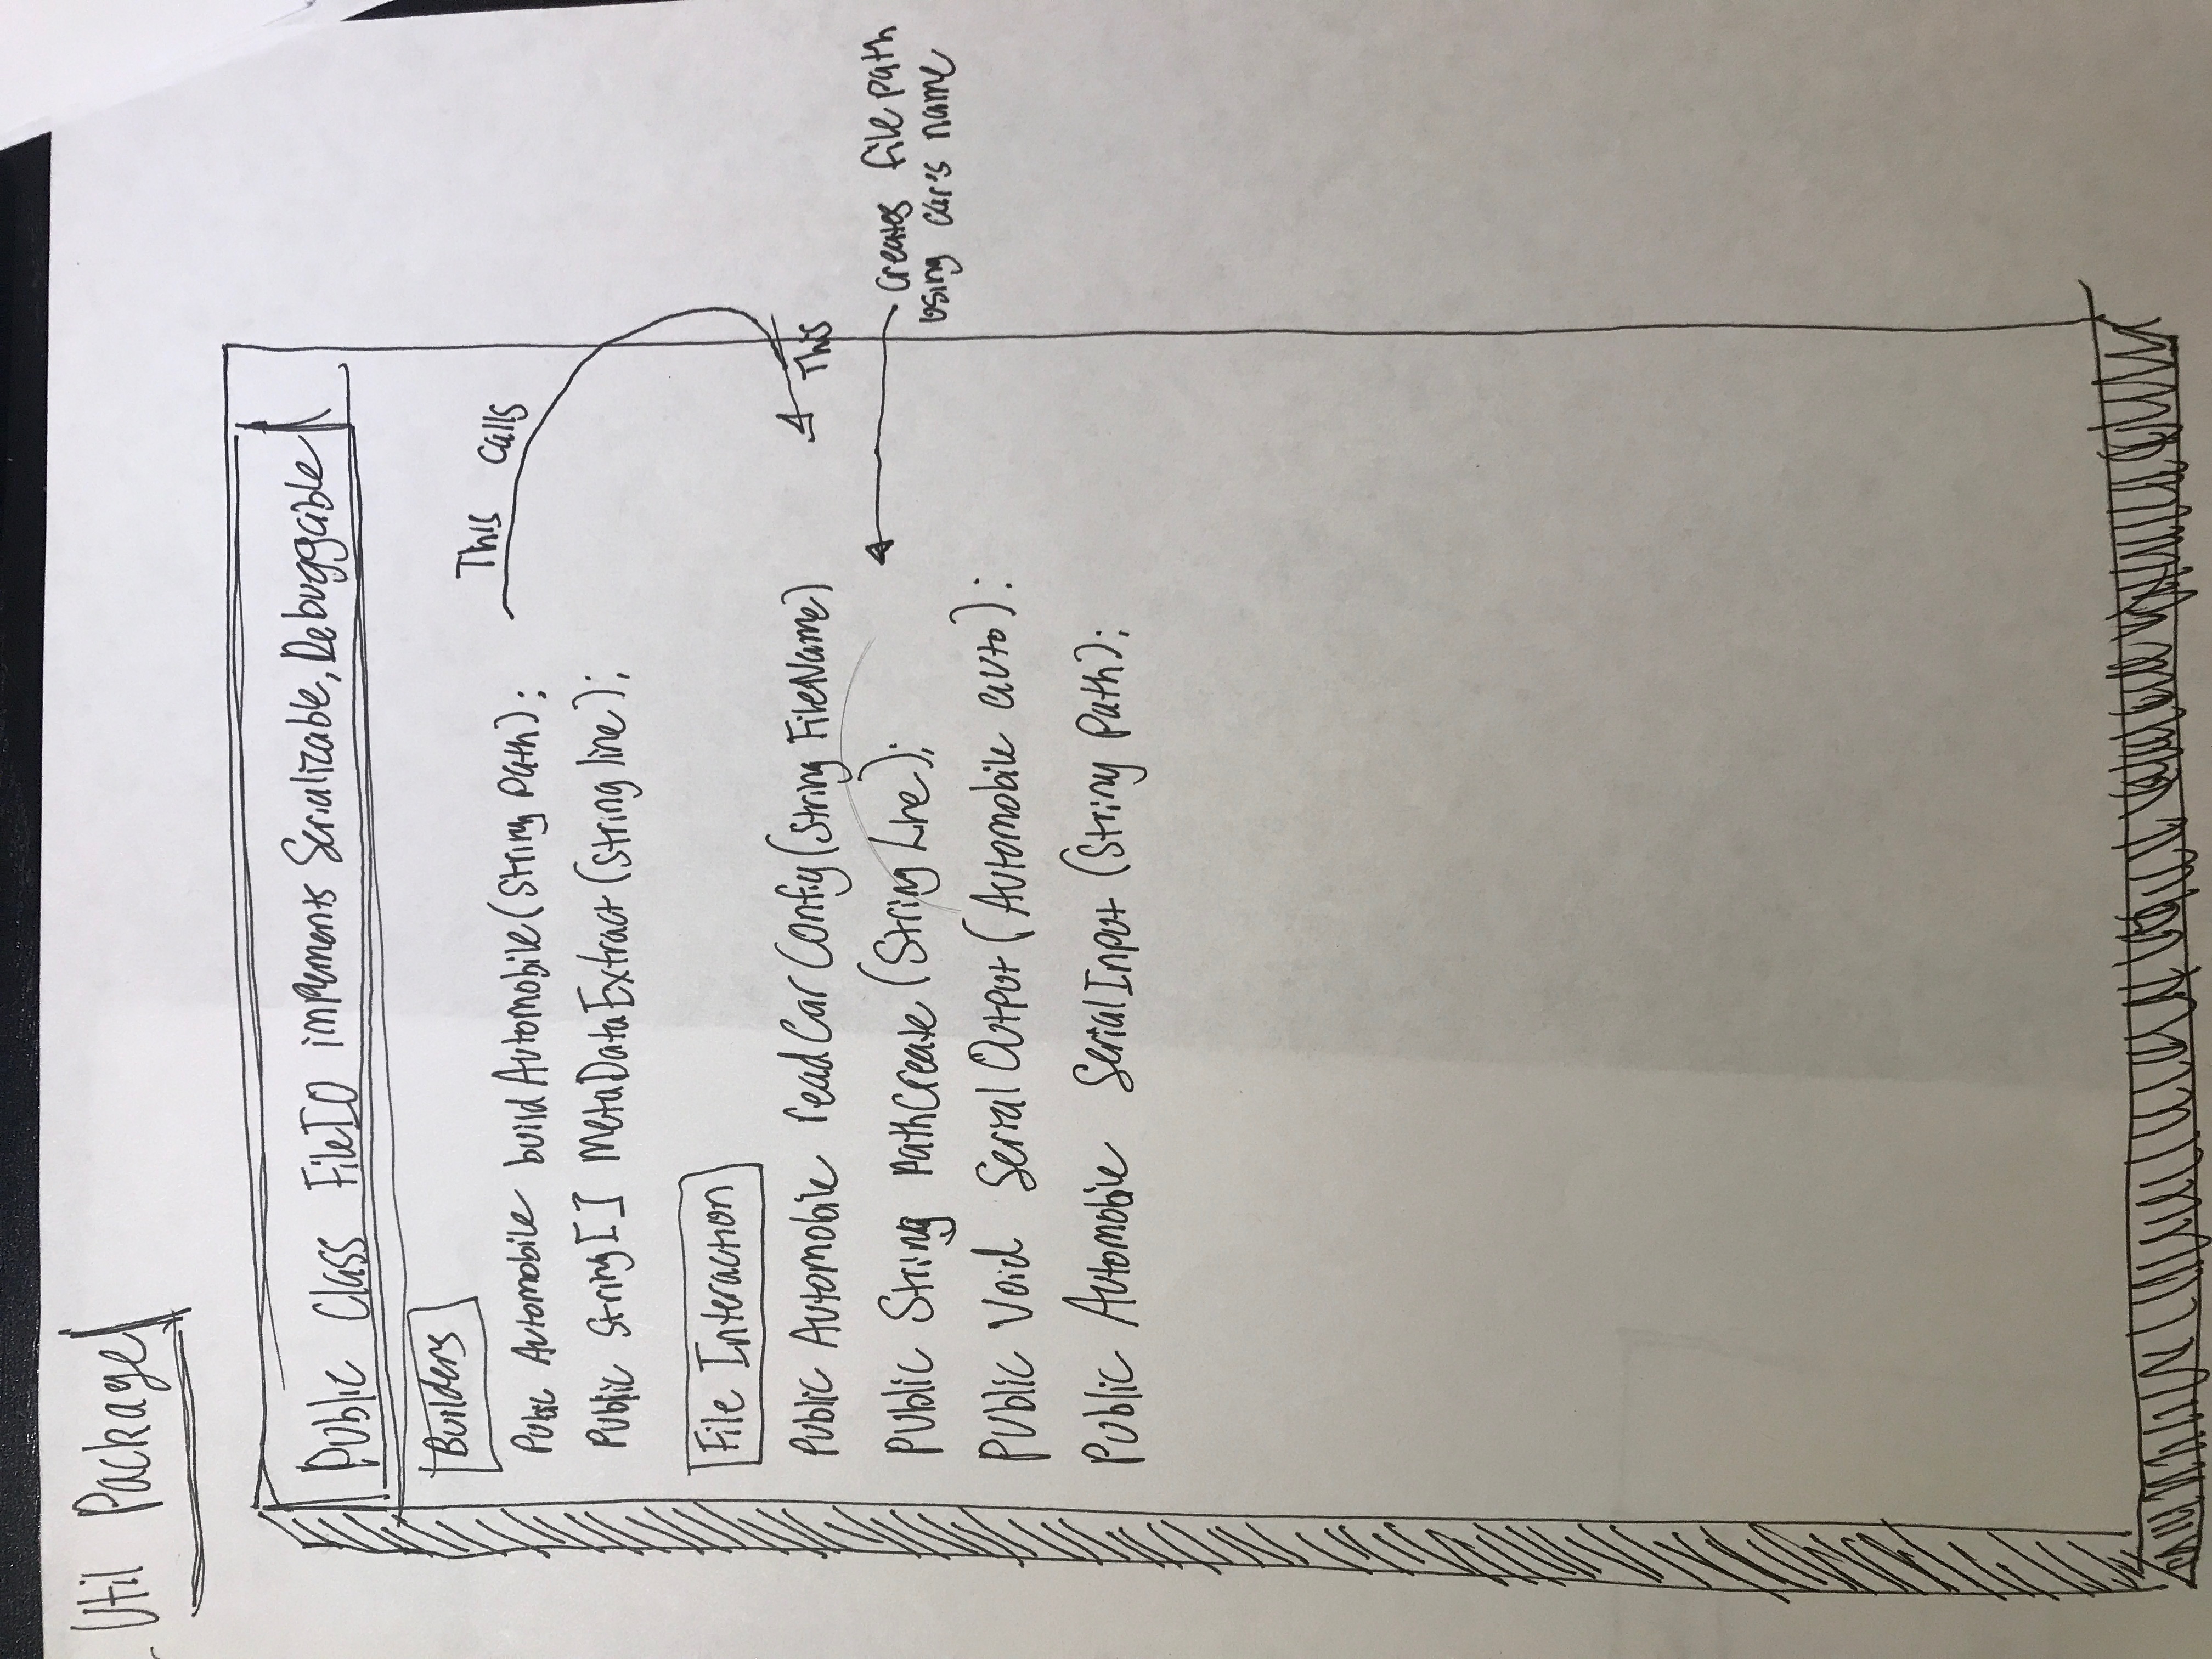 Util Package
Public Class FileIO implements Serializable, Debuggable
Builders
Public Automobile buildAutomobile(String Path);
This calls
Public String[] MetaDataExtract(String line);
File Interaction
Public Automobile readCarConfig(String FileName)
This
Public String PathCreate(String Line);
Creates file path
using car's name
Public Void SerialOutput(Automobile auto);
Public Automobile SerialInput(String Path);